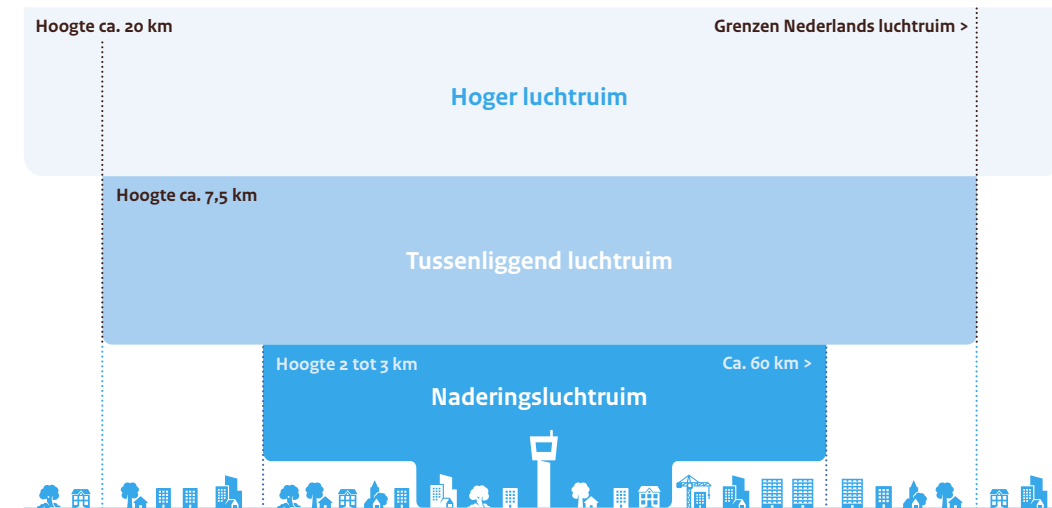 Hoogte ca. 20 km
Grenzen Nederlands luchtruim >
Hoger luchtruim
Hoogte ca. 7,5 km
Tussenliggend luchtruim
Hoogte 2 tot 3 km
Ca. 60 km >
Naderingsluchtruim